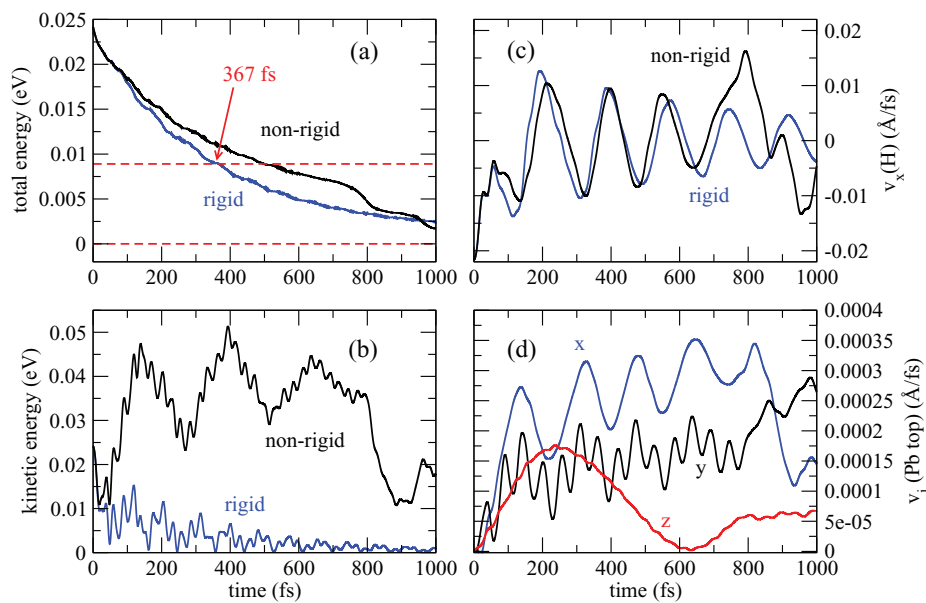 0.025
0.02
0.015
0.01
0.005
0
total energy (eV)
(a)
367 fs
non-rigid
rigid
0 200 400 600 800 1000
(c)
non-rigid
rigid
0.02
0.01
0
-0.01
-0.02
vx(H) (Å/fs)
0 200 400 600 800 1000
0.05
0.04
0.03
0.02
0.01
0
kinetic energy (eV)
(b)
non-rigid
rigid
0 200 400 600 800 1000
time (fs)
(d)
x
y
z
0.0004
0.0003
0.00025
0.0002
0.00015
0.0001
5e-05
0
vi (Pb top) (Å/fs)
0 200 400 600 800 1000
time (fs)